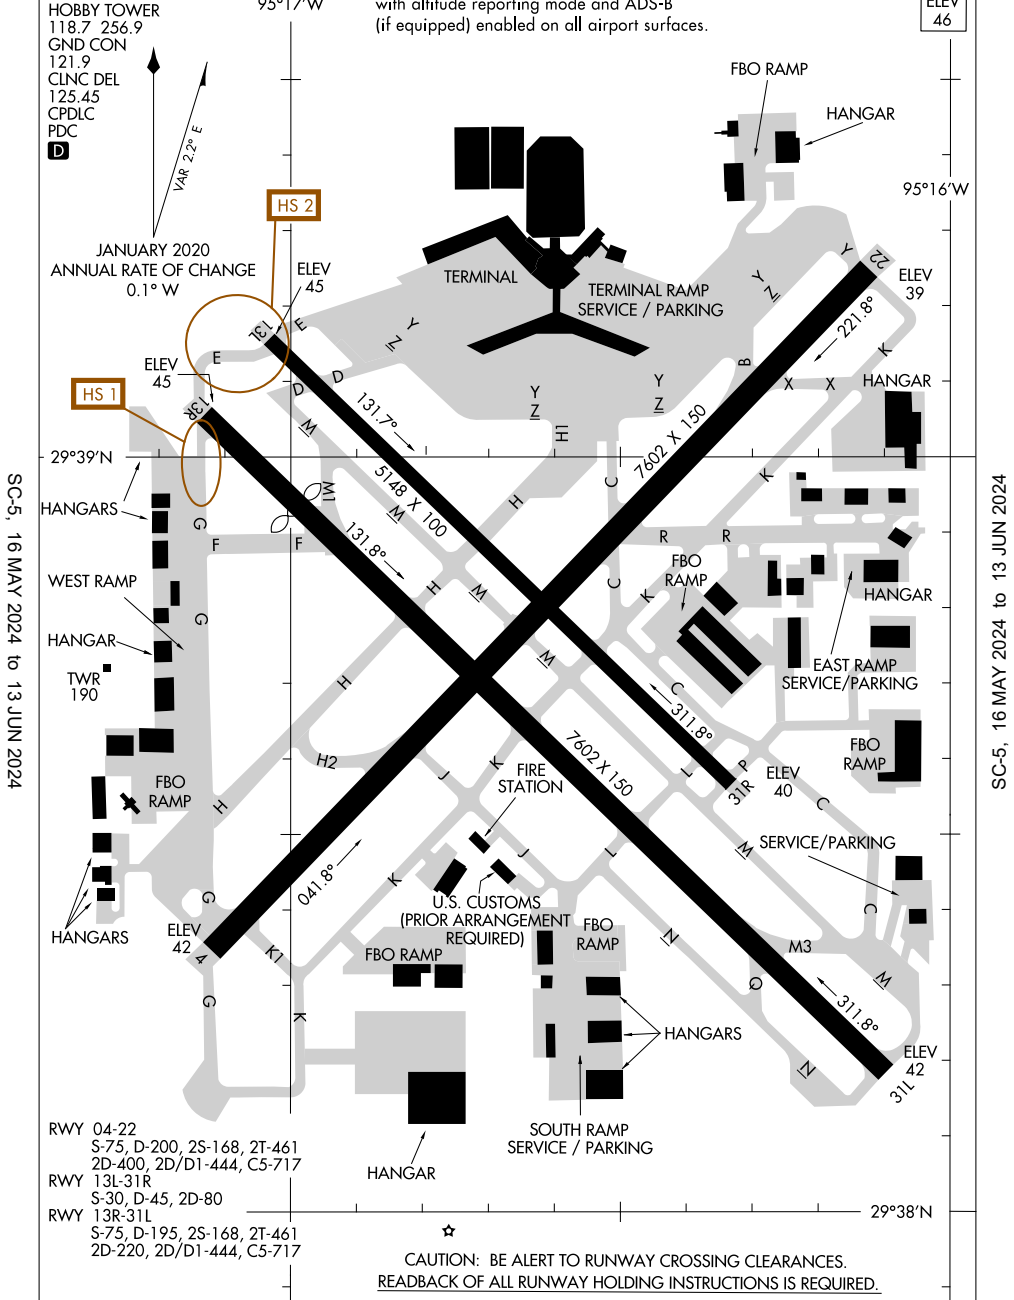 HOBBY TOWER
118.7 256.9
GND CON
121.9
CLNC DEL
125.45
CPDLC
PDC
D
95°17'W
with altitude reporting mode and ADS-B
(if equipped) enabled on all airport surfaces.
ELEV
46
VAR 2.2° E
JANUARY 2020
ANNUAL RATE OF CHANGE
0.1° W
HS 2
FBO RAMP
HANGAR
95°16'W
TERMINAL
TERMINAL RAMP
SERVICE / PARKING
ELEV
45
13L
E
E
ELEV
45
13R
HS 1
Y
Z
Y
Z
Y
22
ELEV
39
221.8°
K
B
X
X
HANGAR
D
D
M
131.7°
Y
Z
Y
Z
H1
7602 X 150
29°39'N
HANGARS
5148 X 100
M1
M
H
C
K
G
F
F
131.8°
R
R
FBO
RAMP
WEST RAMP
H
M
C
K
HANGAR
G
HANGAR
TWR
190
M
EAST RAMP
SERVICE/PARKING
H
C
311.8°
H2
J
K
7602 X 150
FIRE
STATION
L
P
31R
ELEV
40
FBO
RAMP
C
FBO
RAMP
H
SERVICE/PARKING
M
J
L
041.8°
K
U.S. CUSTOMS
(PRIOR ARRANGEMENT
REQUIRED)
G
HANGARS
ELEV
42
4
K1
FBO RAMP
FBO
RAMP
N
C
M3
M
Q
G
K
311.8°
HANGARS
N
ELEV
42
31L
SOUTH RAMP
SERVICE / PARKING
HANGAR
RWY 04-22
S-75, D-200, 2S-168, 2T-461
2D-400, 2D/D1-444, C5-717
RWY 13L-31R
S-30, D-45, 2D-80
RWY 13R-31L
S-75, D-195, 2S-168, 2T-461
2D-220, 2D/D1-444, C5-717
29°38'N
CAUTION: BE ALERT TO RUNWAY CROSSING CLEARANCES.
READBACK OF ALL RUNWAY HOLDING INSTRUCTIONS IS REQUIRED.
SC-5, 16 MAY 2024 to 13 JUN 2024
SC-5, 16 MAY 2024 to 13 JUN 2024